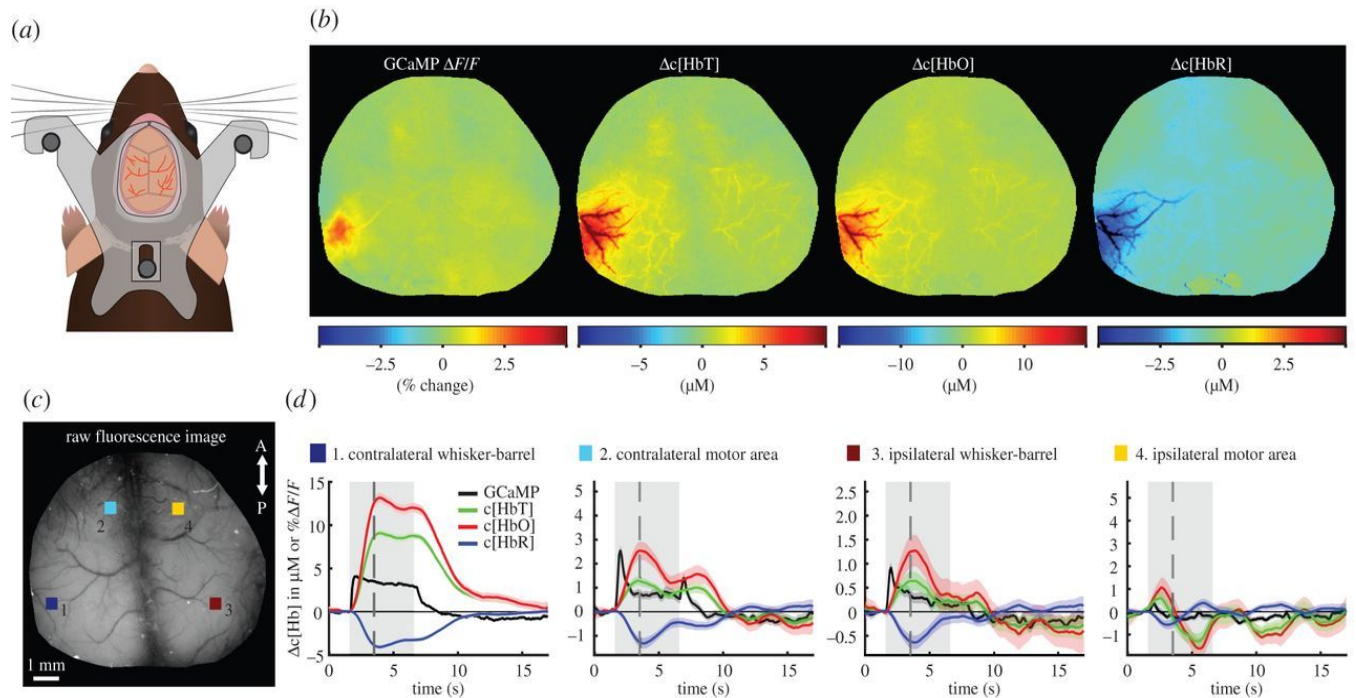 (a)
(b)
GCaMP ΔF/F
Δc[HbT]
Δc[HbO]
Δc[HbR]
–2.5 0 2.5
(% change)
–5 0 5
(μM)
–10 0 10
(μM)
–2.5 0 2.5
(μM)
(c)
raw fluorescence image
A
P
2
4
1
3
1 mm
(d)
1. contralateral whisker-barrel
2. contralateral motor area
3. ipsilateral whisker-barrel
4. ipsilateral motor area
Δc[Hb] in μM or %ΔF/F
15
10
5
0
–5
GCaMP
c[HbT]
c[HbO]
c[HbR]
0 5 10 15
time (s)
5
4
3
2
1
0
–1
0 5 10 15
time (s)
2.5
2.0
1.5
1.0
0.5
0
–0.5
0 5 10 15
time (s)
5
4
3
2
1
0
–1
0 5 10 15
time (s)